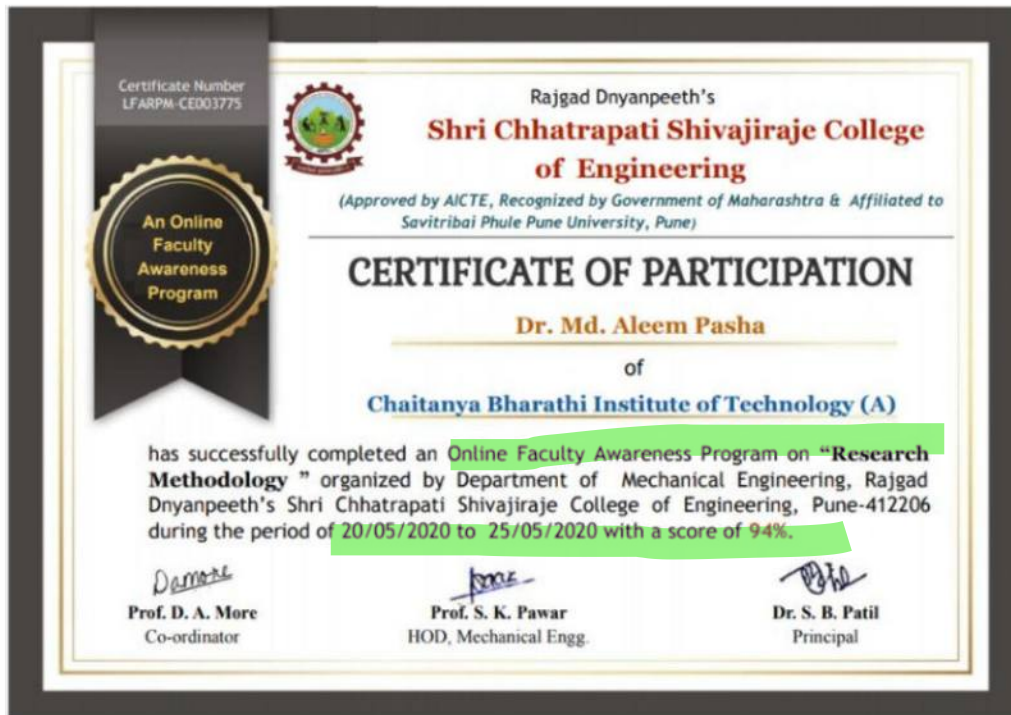 Certificate Number
LFARPM-CE003775
An Online
Faculty
Awareness
Program
Rajgad Dnyanpeeth's
Shri Chhatrapati Shivajiraje College
of Engineering
(Approved by AICTE, Recognized by Government of Maharashtra & Affiliated to
Savitribai Phule Pune University, Pune)
CERTIFICATE OF PARTICIPATION
Dr. Md. Aleem Pasha
of
Chaitanya Bharathi Institute of Technology (A)
has successfully completed an Online Faculty Awareness Program on “Research
Methodology ” organized by Department of Mechanical Engineering, Rajgad
Dnyanpeeth's Shri Chhatrapati Shivajiraje College of Engineering, Pune-412206
during the period of 20/05/2020 to 25/05/2020 with a score of 94%.
Prof. D. A. More
Co-ordinator
Prof. S. K. Pawar
HOD, Mechanical Engg.
Dr. S. B. Patil
Principal